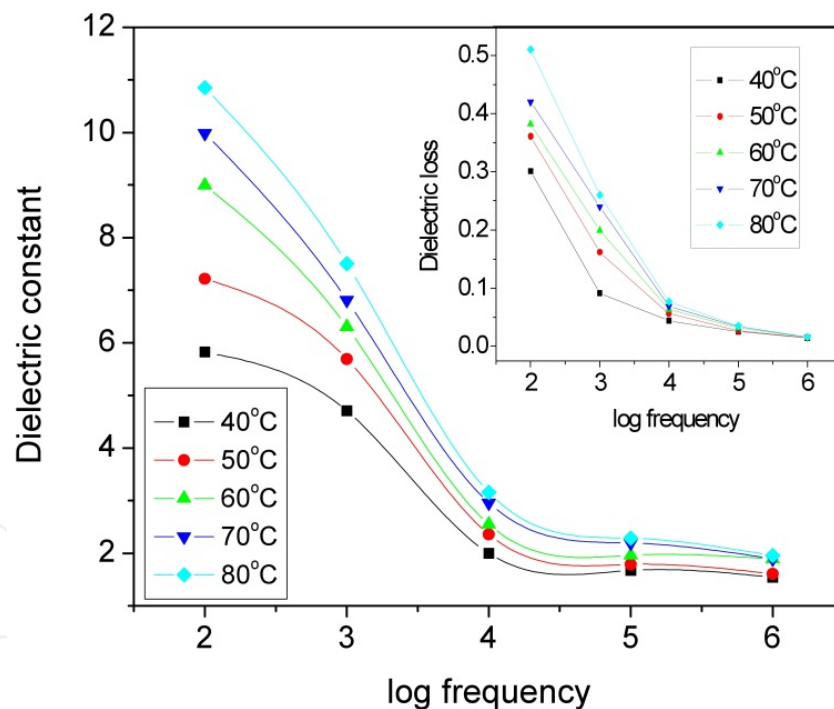 12
10
8
6
4
2
Dielectric constant
2 3 4 5 6
log frequency
40°C
50°C
60°C
70°C
80°C
0.5
0.4
0.3
0.2
0.1
0.0
Dielectric loss
2 3 4 5 6
log frequency
40°C
50°C
60°C
70°C
80°C